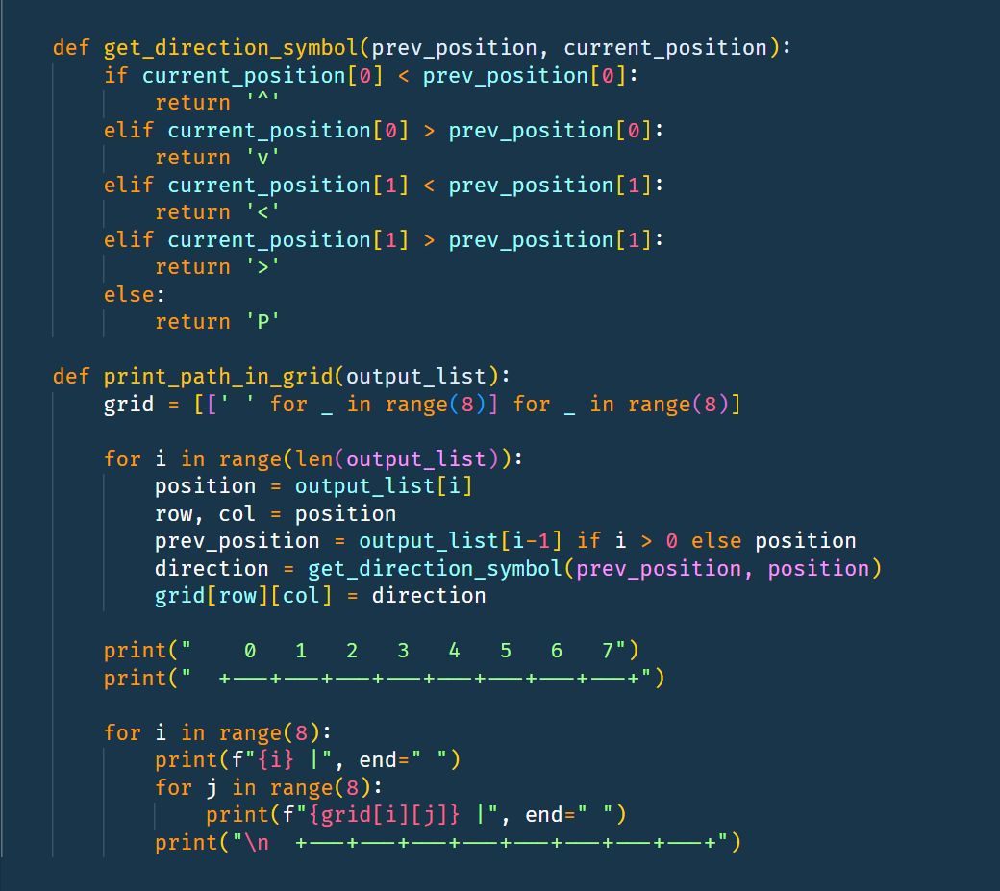 def get_direction_symbol(prev_position, current_position):
    if current_position[0] < prev_position[0]:
        return '^'
    elif current_position[0] > prev_position[0]:
        return 'v'
    elif current_position[1] < prev_position[1]:
        return '<'
    elif current_position[1] > prev_position[1]:
        return '>'
    else:
        return 'P'

def print_path_in_grid(output_list):
    grid = [[' ' for _ in range(8)] for _ in range(8)]

    for i in range(len(output_list)):
        position = output_list[i]
        row, col = position
        prev_position = output_list[i-1] if i > 0 else position
        direction = get_direction_symbol(prev_position, position)
        grid[row][col] = direction

    print("    0   1   2   3   4   5   6   7")
    print("  +---+---+---+---+---+---+---+---+")

    for i in range(8):
        print(f"{i} |", end=" ")
        for j in range(8):
            print(f"{grid[i][j]} |", end=" ")
        print("\n  +---+---+---+---+---+---+---+---+")